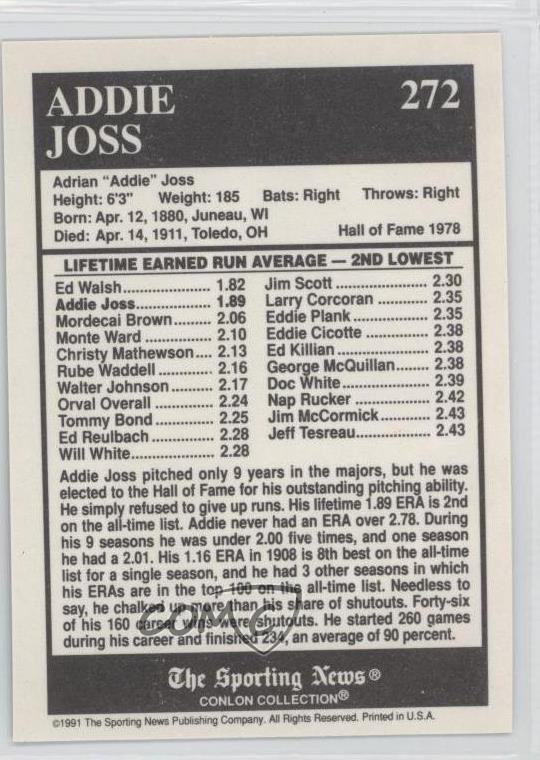 ADDIE
JOSS
272
Adrian "Addie" Joss
Height: 6'3" Weight: 185 Bats: Right Throws: Right
Born: Apr. 12, 1880, Juneau, WI
Died: Apr. 14, 1911, Toledo, OH Hall of Fame 1978
LIFETIME EARNED RUN AVERAGE — 2ND LOWEST
Ed Walsh...................... 1.82
Addie Joss.................... 1.89
Mordecai Brown......... 2.06
Monte Ward ............... 2.10
Christy Mathewson.... 2.13
Rube Waddell ............. 2.16
Walter Johnson .......... 2.17
Orval Overall .............. 2.24
Tommy Bond .............. 2.25
Ed Reulbach ............... 2.28
Will White.................... 2.28
Jim Scott ...................... 2.30
Larry Corcoran ........... 2.35
Eddie Plank ................. 2.35
Eddie Cicotte .............. 2.38
Ed Killian ..................... 2.38
George McQuillan....... 2.38
Doc White .................... 2.39
Nap Rucker ................. 2.42
Jim McCormick........... 2.43
Jeff Tesreau................. 2.43
Addie Joss pitched only 9 years in the majors, but he was
elected to the Hall of Fame for his outstanding pitching ability.
He simply refused to give up runs. His lifetime 1.89 ERA is 2nd
on the all-time list. Addie never had an ERA over 2.78. During
his 9 seasons he was under 2.00 five times, and one season
he had a 2.01. His 1.16 ERA in 1908 is 8th best on the all-time
list for a single season, and he had 3 other seasons in which
his ERAs are in the top 100 on the all-time list. Needless to
say, he chalked up more than his share of shutouts. Forty-six
of his 160 career wins were shutouts. He started 260 games
during his career and finished 234, an average of 90 percent.
COMC
The Sporting News®
CONLON COLLECTION®
©1991 The Sporting News Publishing Company. All Rights Reserved. Printed in U.S.A.